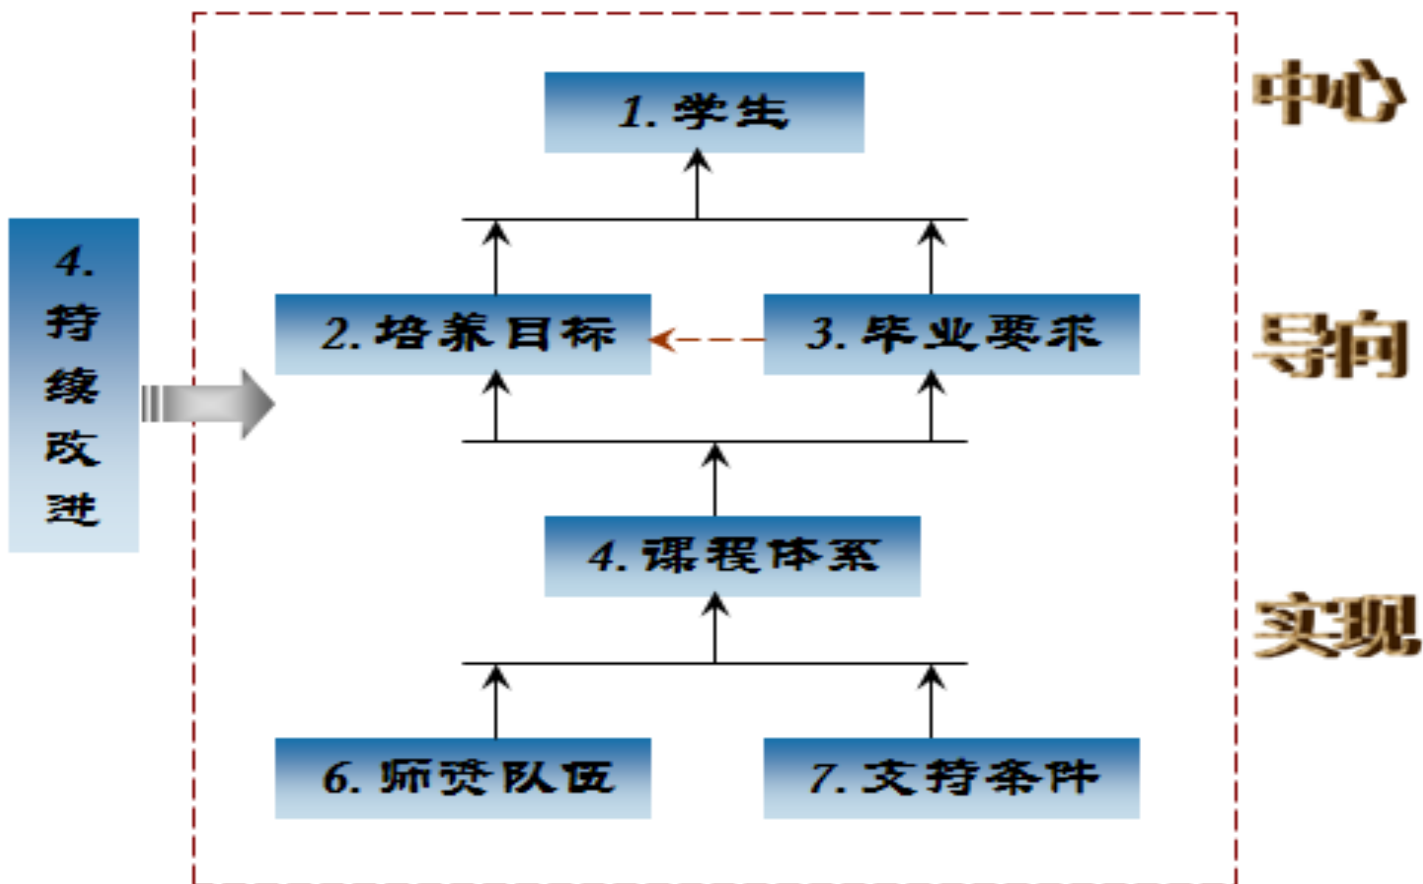 1. 学生
中心
4.
持
续
改
进
2. 培养目标
3. 毕业要求
导向
4. 课程体系
实现
6. 师资队伍
7. 支持条件